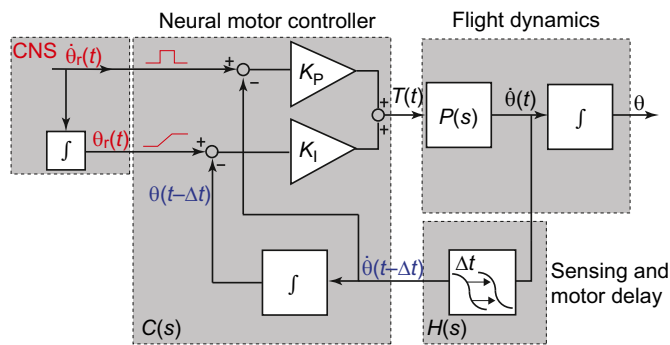 Neural motor controller
Flight dynamics
CNS
θ̇r(t)
+
−
KP
+
+
T(t)
P(s)
θ̇(t)
∫
θ
∫
θr(t)
+
−
KI
θ(t–Δt)
∫
θ̇(t–Δt)
Δt
Sensing and
motor delay
C(s)
H(s)